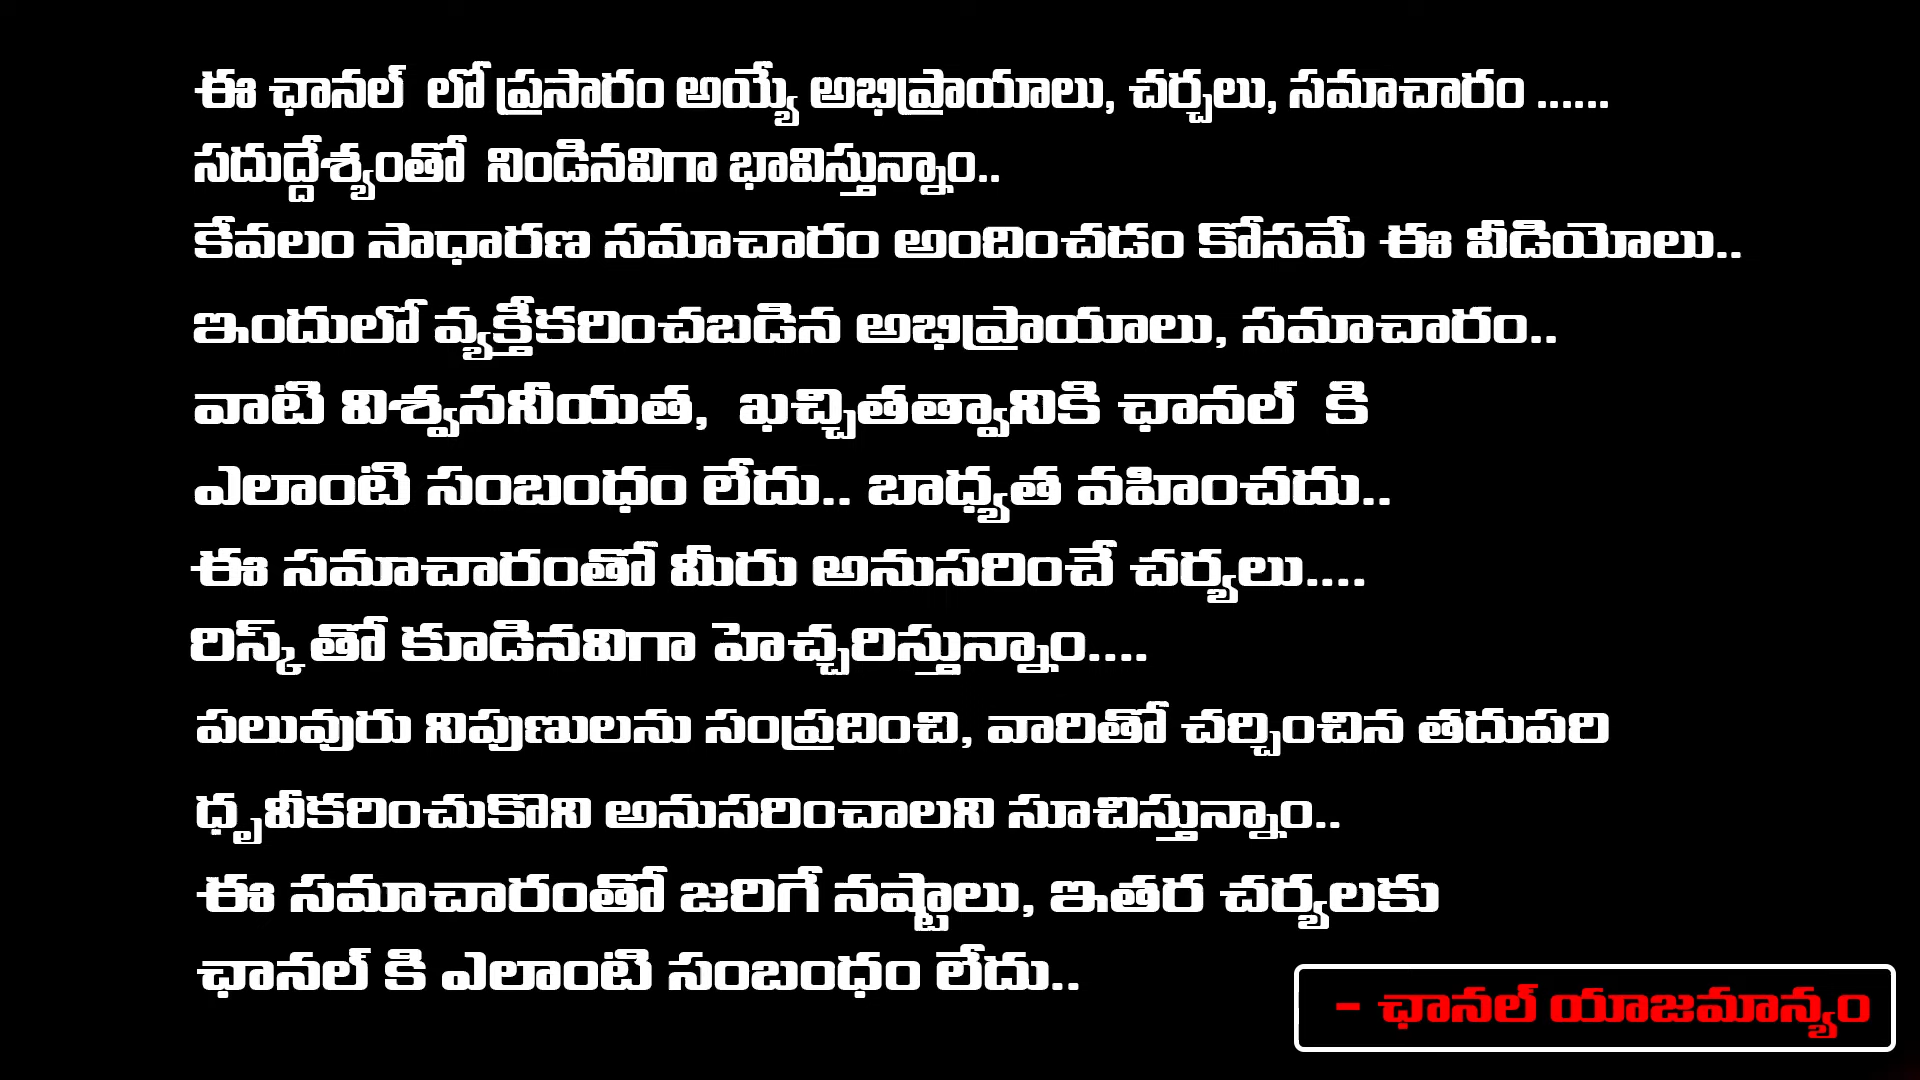 ఈ ఛానల్ లో ప్రసారం అయ్యే అభిప్రాయాలు, చర్చలు, సమాచారం ......
సదుద్దేశ్యంతో నిండినవిగా భావిస్తున్నాం..
కేవలం సాధారణ సమాచారం అందించడం కోసమే ఈ వీడియోలు..
ఇందులో వ్యక్తీకరించబడిన అభిప్రాయాలు, సమాచారం..
వాటి విశ్వసనీయత, ఖచ్చితత్వానికి ఛానల్ కి
ఎలాంటి సంబంధం లేదు.. బాధ్యత వహించదు..
ఈ సమాచారంతో మీరు అనుసరించే చర్యలు....
రిస్క్ తో కూడినవిగా హెచ్చరిస్తున్నాం....
పలువురు నిపుణులను సంప్రదించి, వారితో చర్చించిన తదుపరి
ధృవీకరించుకొని అనుసరించాలని సూచిస్తున్నాం..
ఈ సమాచారంతో జరిగే నష్టాలు, ఇతర చర్యలకు
ఛానల్ కి ఎలాంటి సంబంధం లేదు..
- ఛానల్ యాజమాన్యం